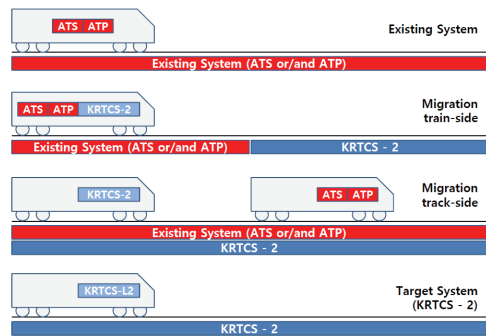 ATS ATP
Existing System
Existing System (ATS or/and ATP)
ATS ATP KRTCS-2
Migration
train-side
Existing System (ATS or/and ATP)
KRTCS - 2
KRTCS-2
ATS ATP
Migration
track-side
Existing System (ATS or/and ATP)
KRTCS - 2
KRTCS-L2
Target System
(KRTCS - 2)
KRTCS - 2